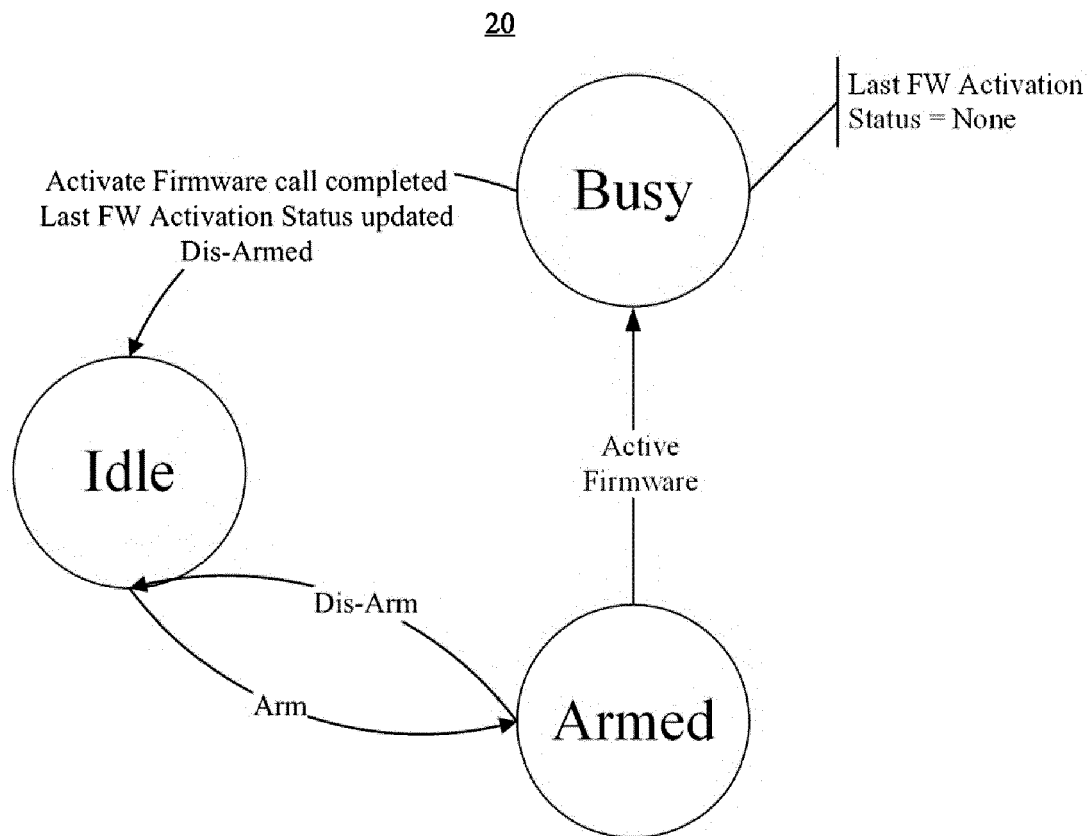 20
Last FW Activation
Status = None
Busy
Activate Firmware call completed
Last FW Activation Status updated
Dis-Armed
Idle
Active
Firmware
Dis-Arm
Arm
Armed